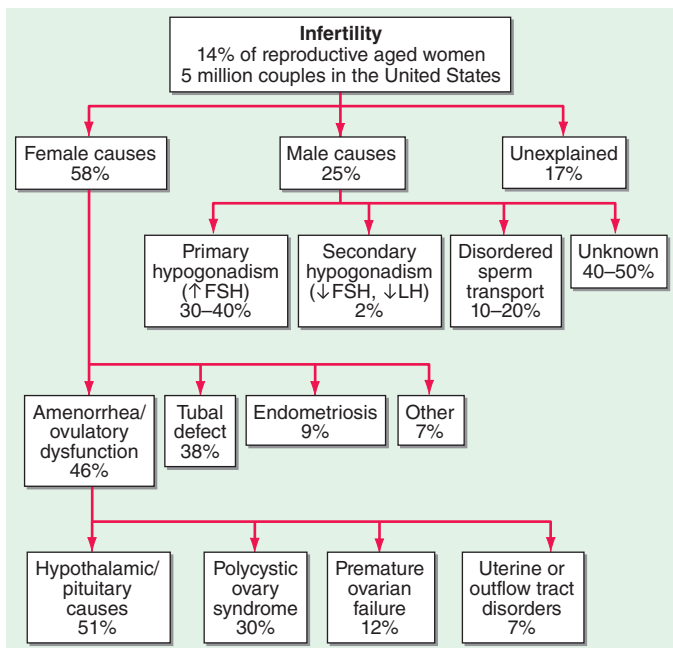 Infertility
14% of reproductive aged women
5 million couples in the United States
Female causes
58%
Male causes
25%
Unexplained
17%
Primary
hypogonadism
(↑FSH)
30–40%
Secondary
hypogonadism
(↓FSH, ↓LH)
2%
Disordered
sperm
transport
10–20%
Unknown
40–50%
Amenorrhea/
ovulatory
dysfunction
46%
Tubal
defect
38%
Endometriosis
9%
Other
7%
Hypothalamic/
pituitary
causes
51%
Polycystic
ovary
syndrome
30%
Premature
ovarian
failure
12%
Uterine or
outflow tract
disorders
7%